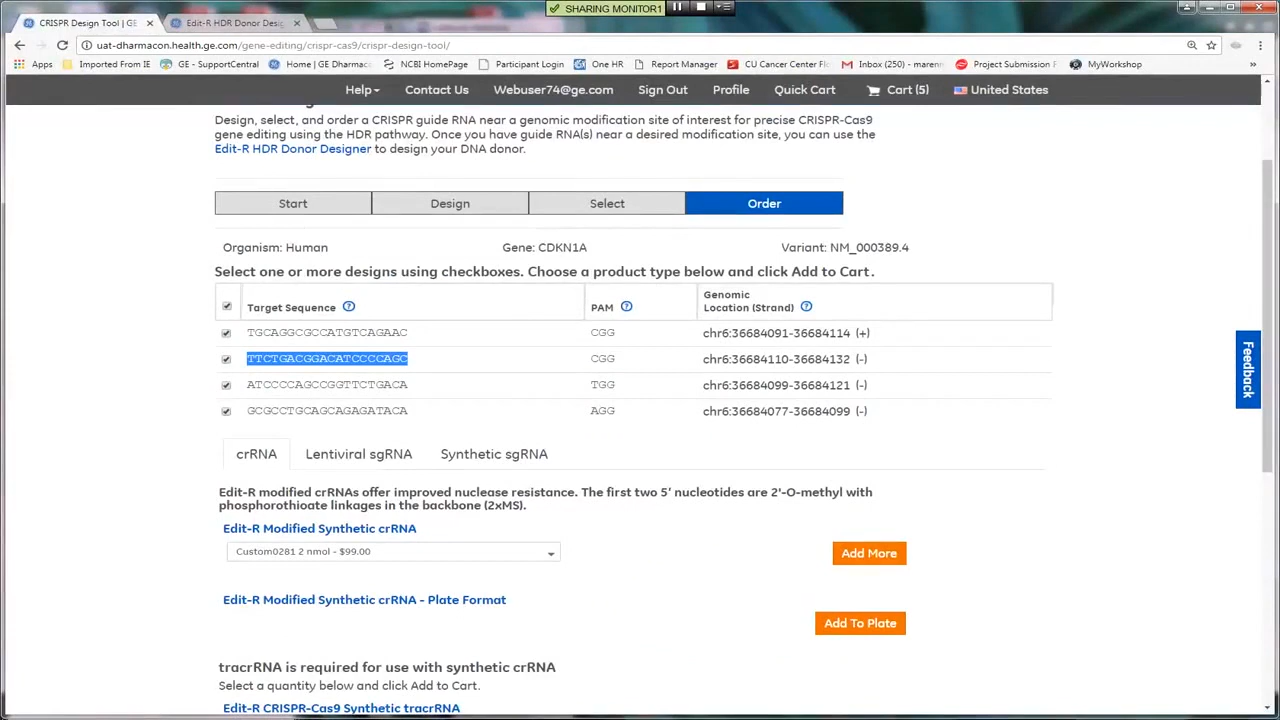 SHARING MONITOR1
CRISPR Design Tool | GE
Edit-R HDR Donor Desig
uat-dharmacon.health.ge.com/gene-editing/crispr-cas9/crispr-design-tool/
Apps Imported From IE GE - SupportCentral Home | GE Dharmac NCBI HomePage Participant Login One HR Report Manager CU Cancer Center Fl Inbox (250) - marenn Project Submission F MyWorkshop »
Help Contact Us Webuser74@ge.com Sign Out Profile Quick Cart Cart (5) United States
Design, select, and order a CRISPR guide RNA near a genomic modification site of interest for precise CRISPR-Cas9
gene editing using the HDR pathway. Once you have guide RNA(s) near a desired modification site, you can use the
Edit-R HDR Donor Designer to design your DNA donor.
Start Design Select Order
Organism: Human Gene: CDKN1A Variant: NM_000389.4
Select one or more designs using checkboxes. Choose a product type below and click Add to Cart.
Target Sequence ? PAM ? Genomic
Location (Strand) ?
TGCAGGCGCCATGTCAGAAC CGG chr6:36684091-36684114 (+)
TTCTGACGGACATCCCCAGC CGG chr6:36684110-36684132 (-)
ATCCCCAGCCGGTTCTGACA TGG chr6:36684099-36684121 (-)
GCGCCTGCAGCAGAGATACA AGG chr6:36684077-36684099 (-)
Feedback
crRNA Lentiviral sgRNA Synthetic sgRNA
Edit-R modified crRNAs offer improved nuclease resistance. The first two 5′ nucleotides are 2'-O-methyl with
phosphorothioate linkages in the backbone (2xMS).
Edit-R Modified Synthetic crRNA
Custom0281 2 nmol - $99.00 Add More
Edit-R Modified Synthetic crRNA - Plate Format
Add To Plate
tracrRNA is required for use with synthetic crRNA
Select a quantity below and click Add to Cart.
Edit-R CRISPR-Cas9 Synthetic tracrRNA